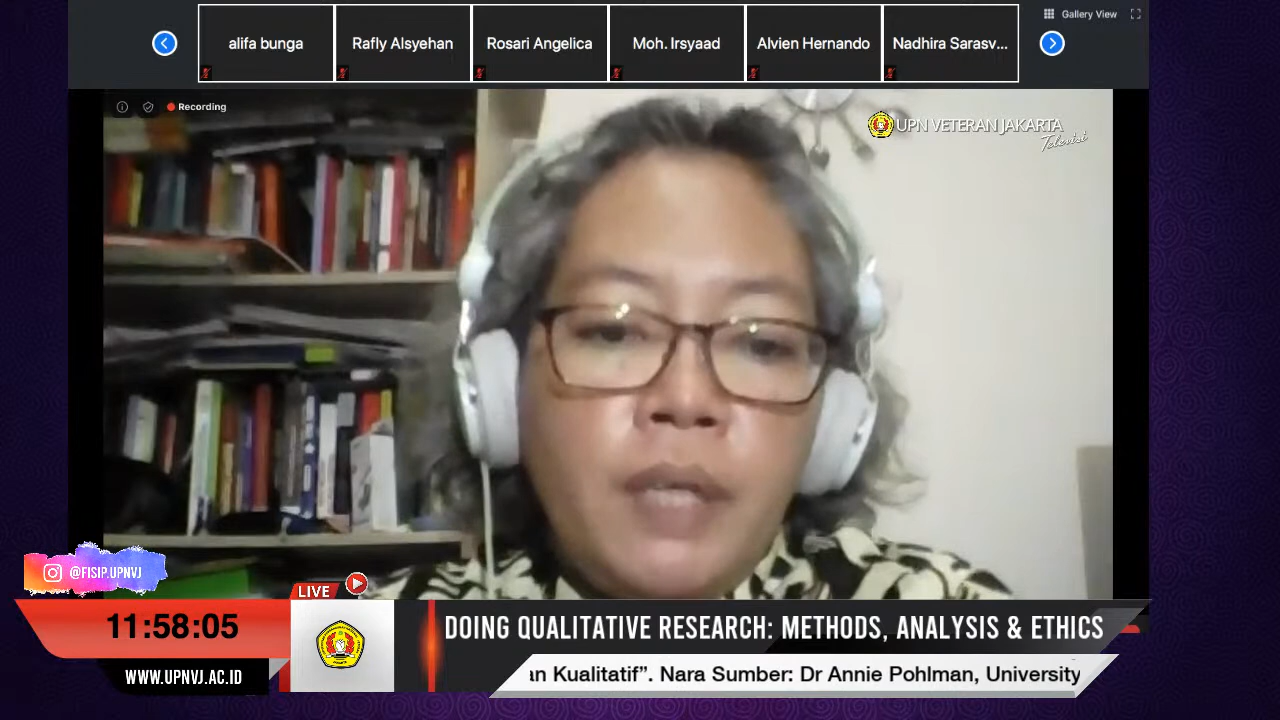 Gallery View
alifa bunga
Rafly Alsyehan
Rosari Angelica
Moh. Irsyaad
Alvien Hernando
Nadhira Sarasv...
Recording
UPN VETERAN JAKARTA
Televisi
@FISIP.UPNVJ
LIVE
11:58:05
DOING QUALITATIVE RESEARCH: METHODS, ANALYSIS & ETHICS
WWW.UPNVJ.AC.ID
an Kualitatif”. Nara Sumber: Dr Annie Pohlman, University